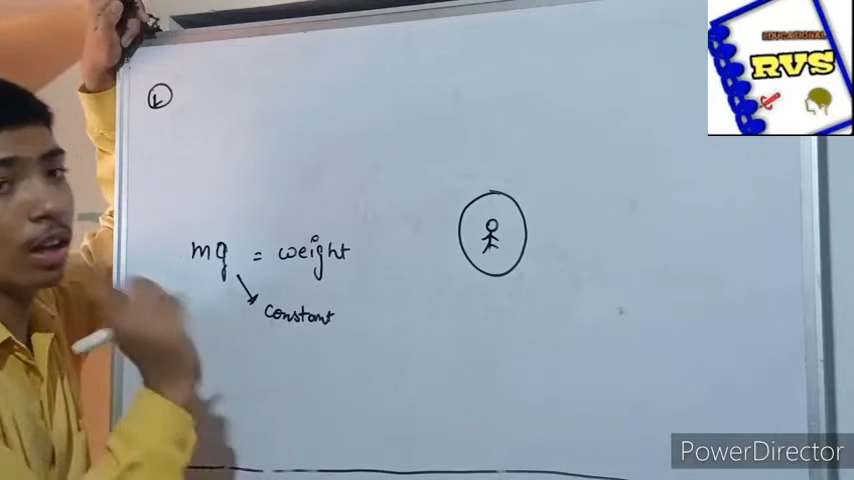 EDUCATIONAL
RVS
mg = weight
constant
PowerDirector